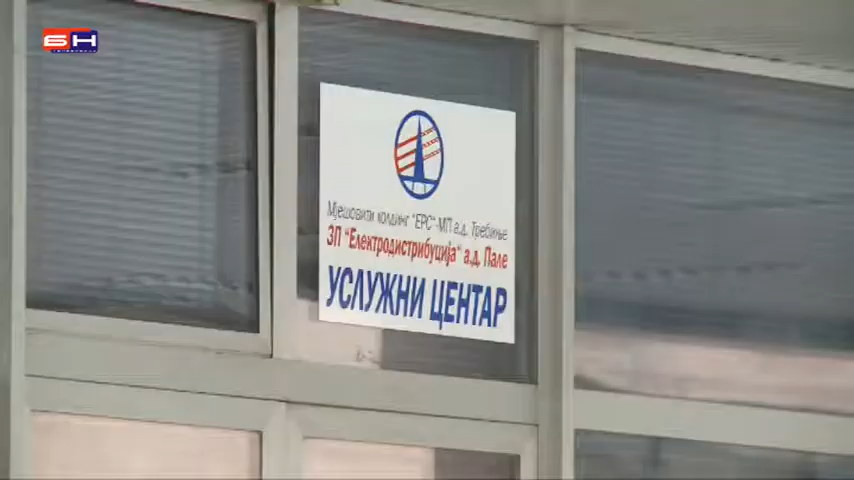 БН
Мјешовити холдинг "ЕРС"-МП а.д. Требиње
ЗП "Електродистрибуција" а.д. Пале
УСЛУЖНИ ЦЕНТАР